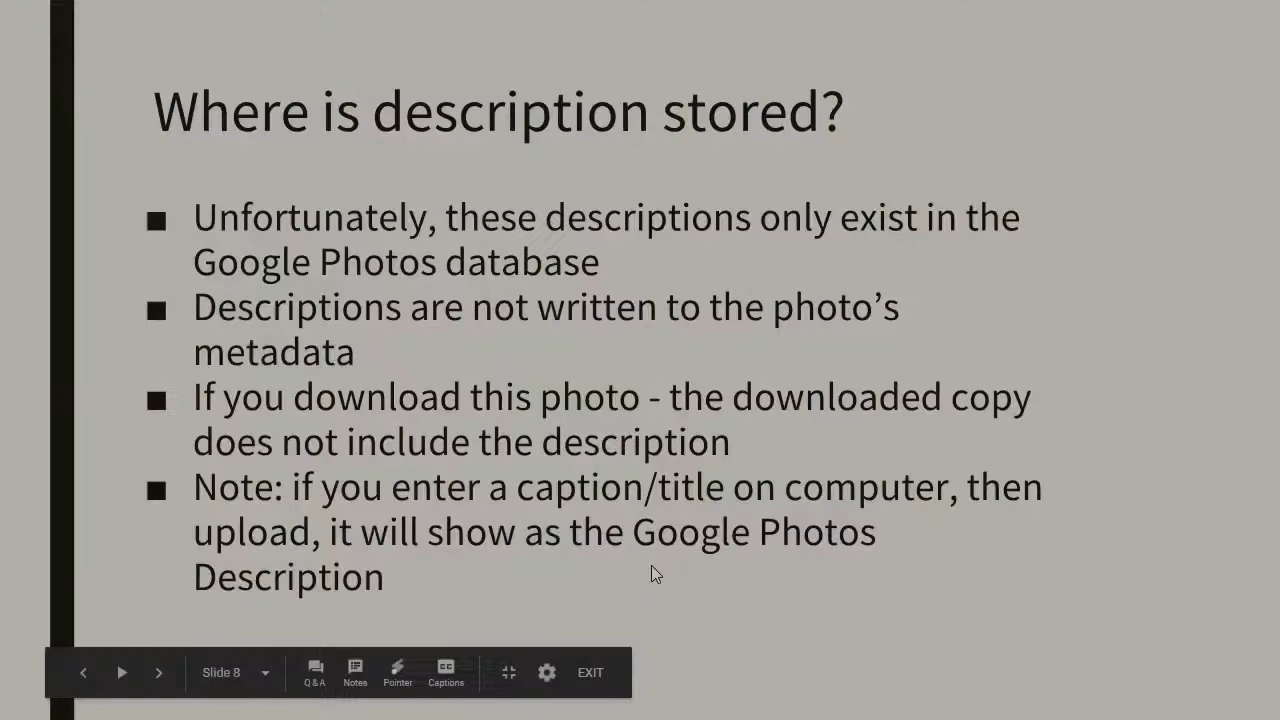 Where is description stored?
■ Unfortunately, these descriptions only exist in the
Google Photos database
■ Descriptions are not written to the photo’s
metadata
■ If you download this photo - the downloaded copy
does not include the description
■ Note: if you enter a caption/title on computer, then
upload, it will show as the Google Photos
Description
Slide 8
Q&A Notes Pointer Captions
EXIT